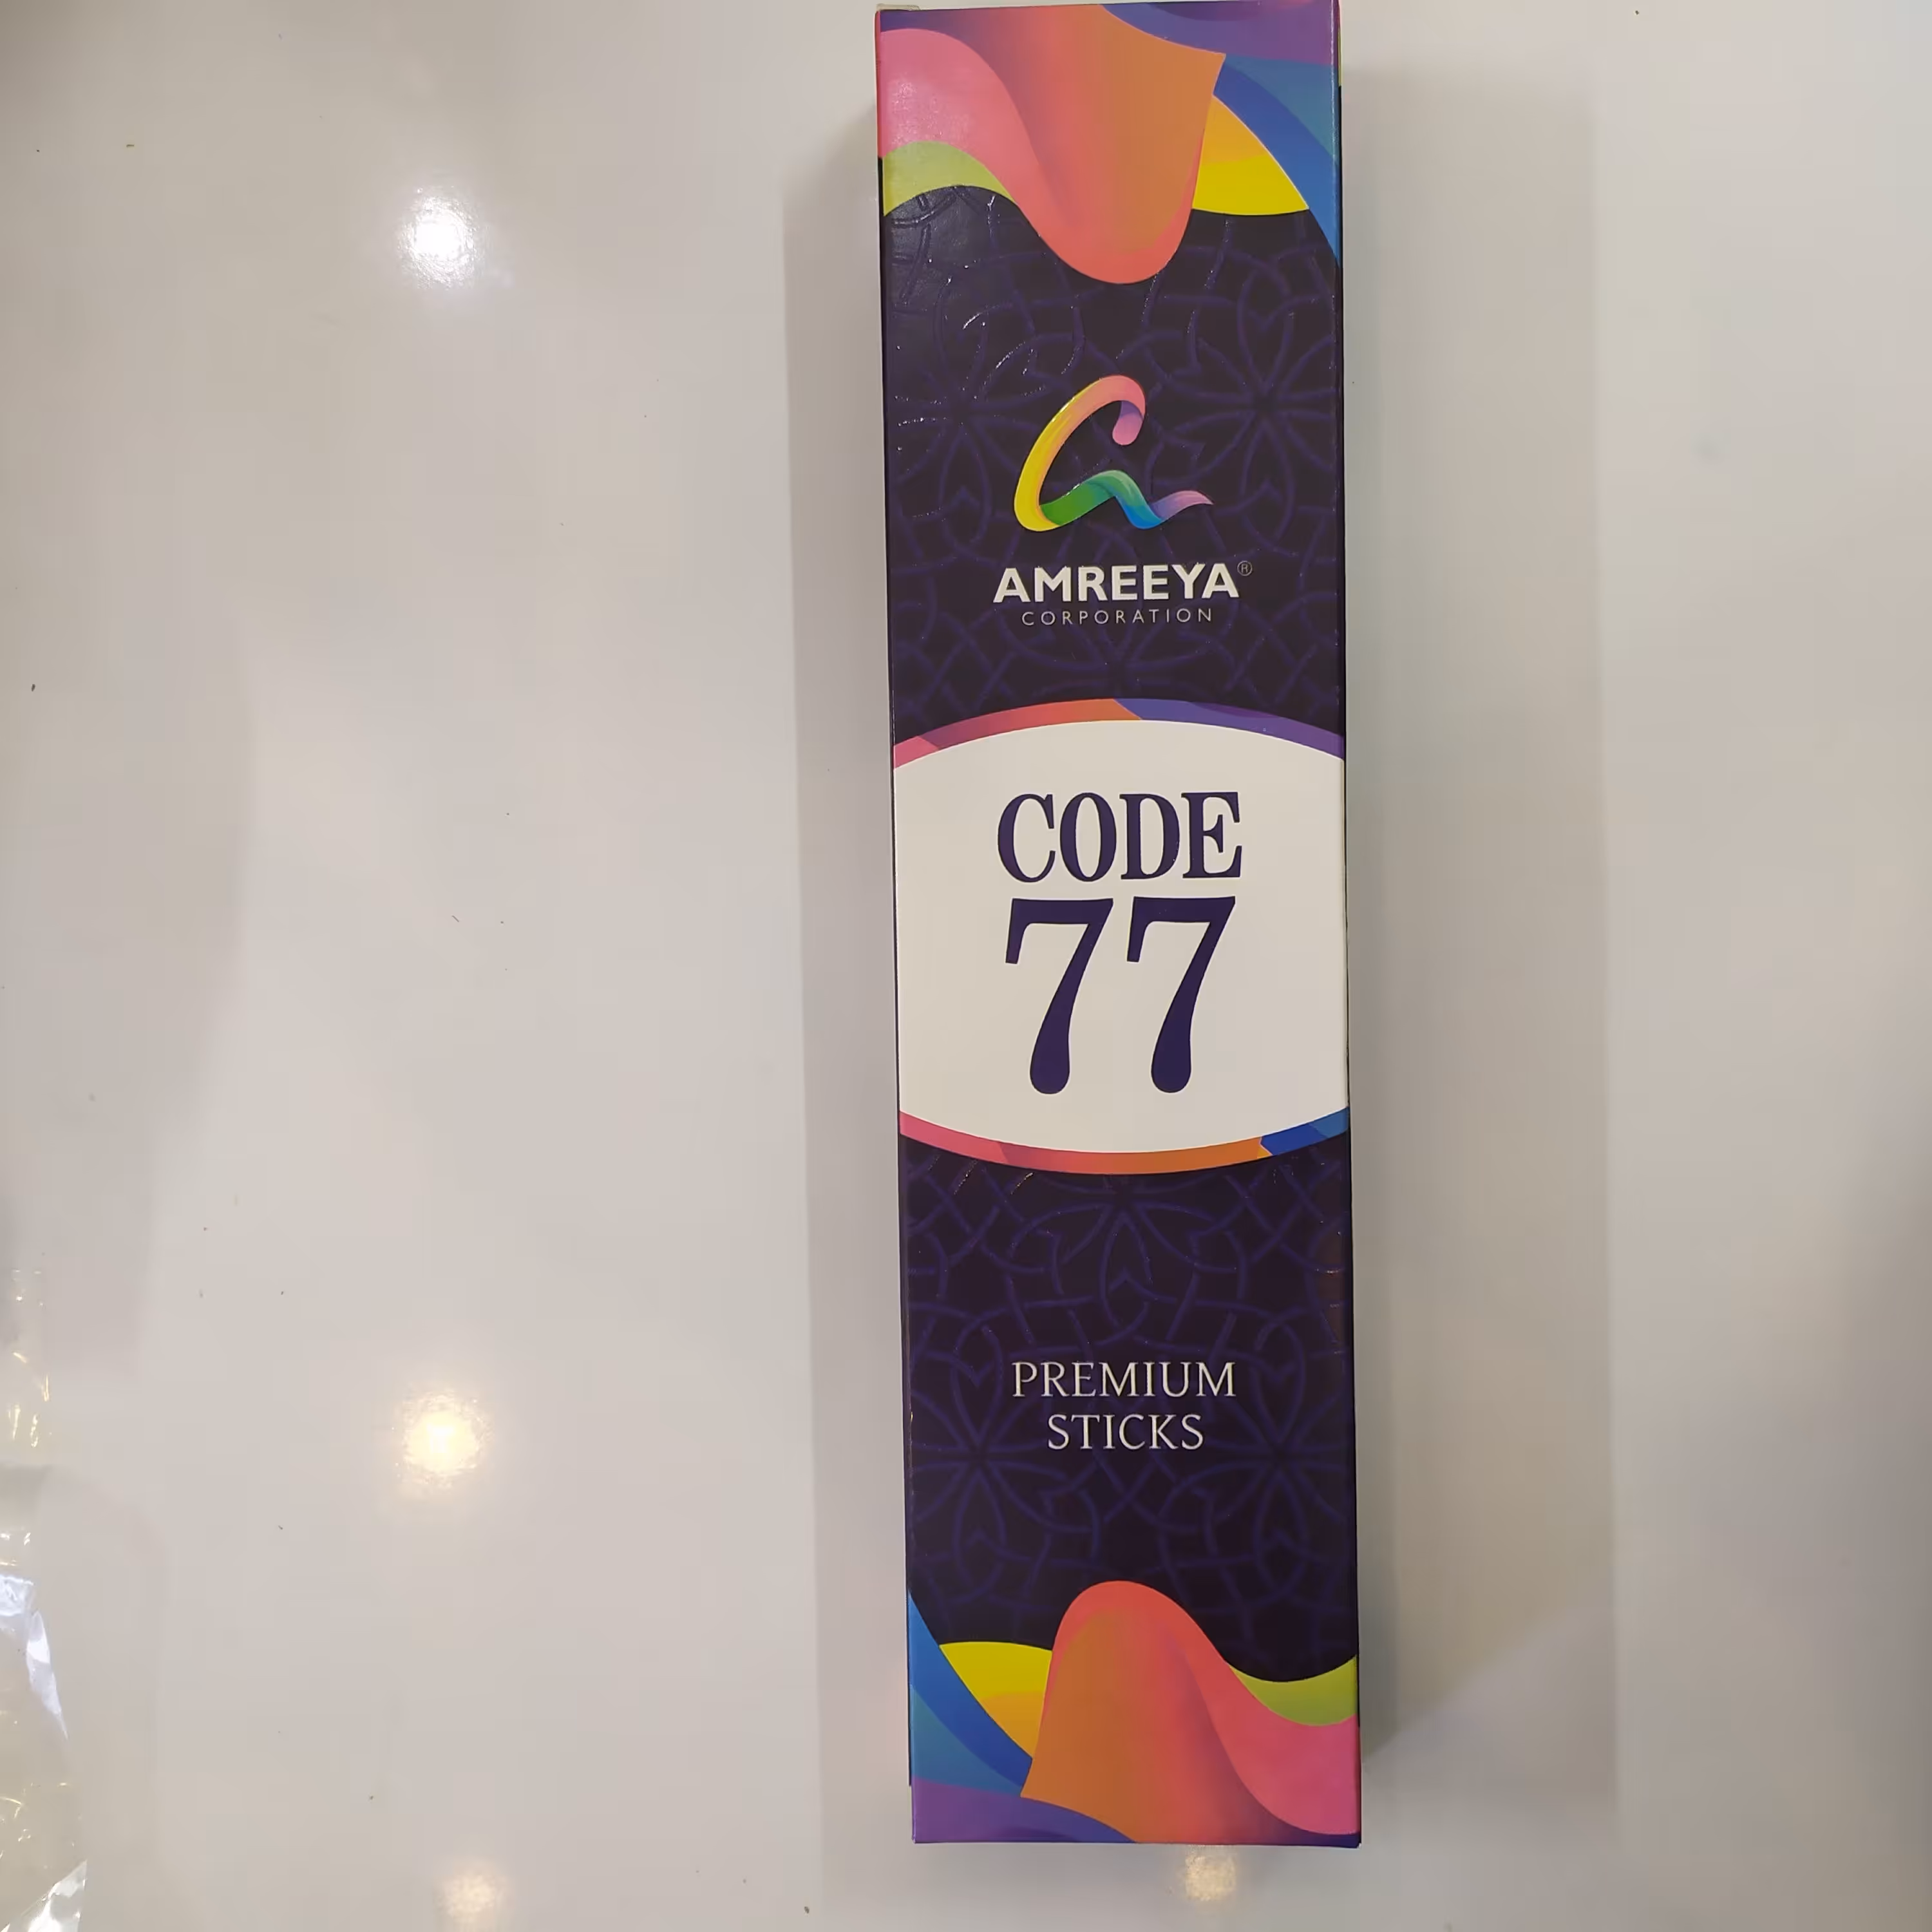 AMREEYA®
CORPORATION
CODE
77
PREMIUM
STICKS